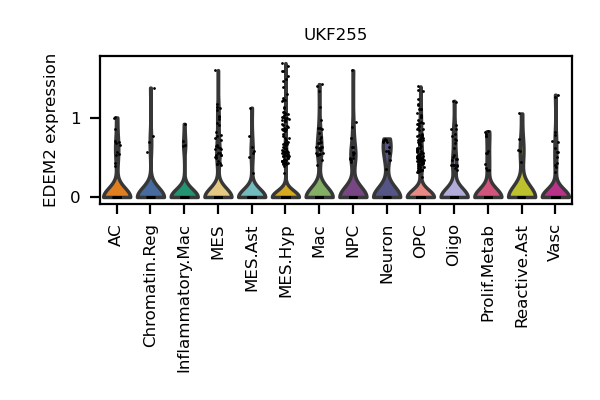 UKF255
EDEM2 expression
1
0
AC
Chromatin.Reg
Inflammatory.Mac
MES
MES.Ast
MES.Hyp
Mac
NPC
Neuron
OPC
Oligo
Prolif.Metab
Reactive.Ast
Vasc